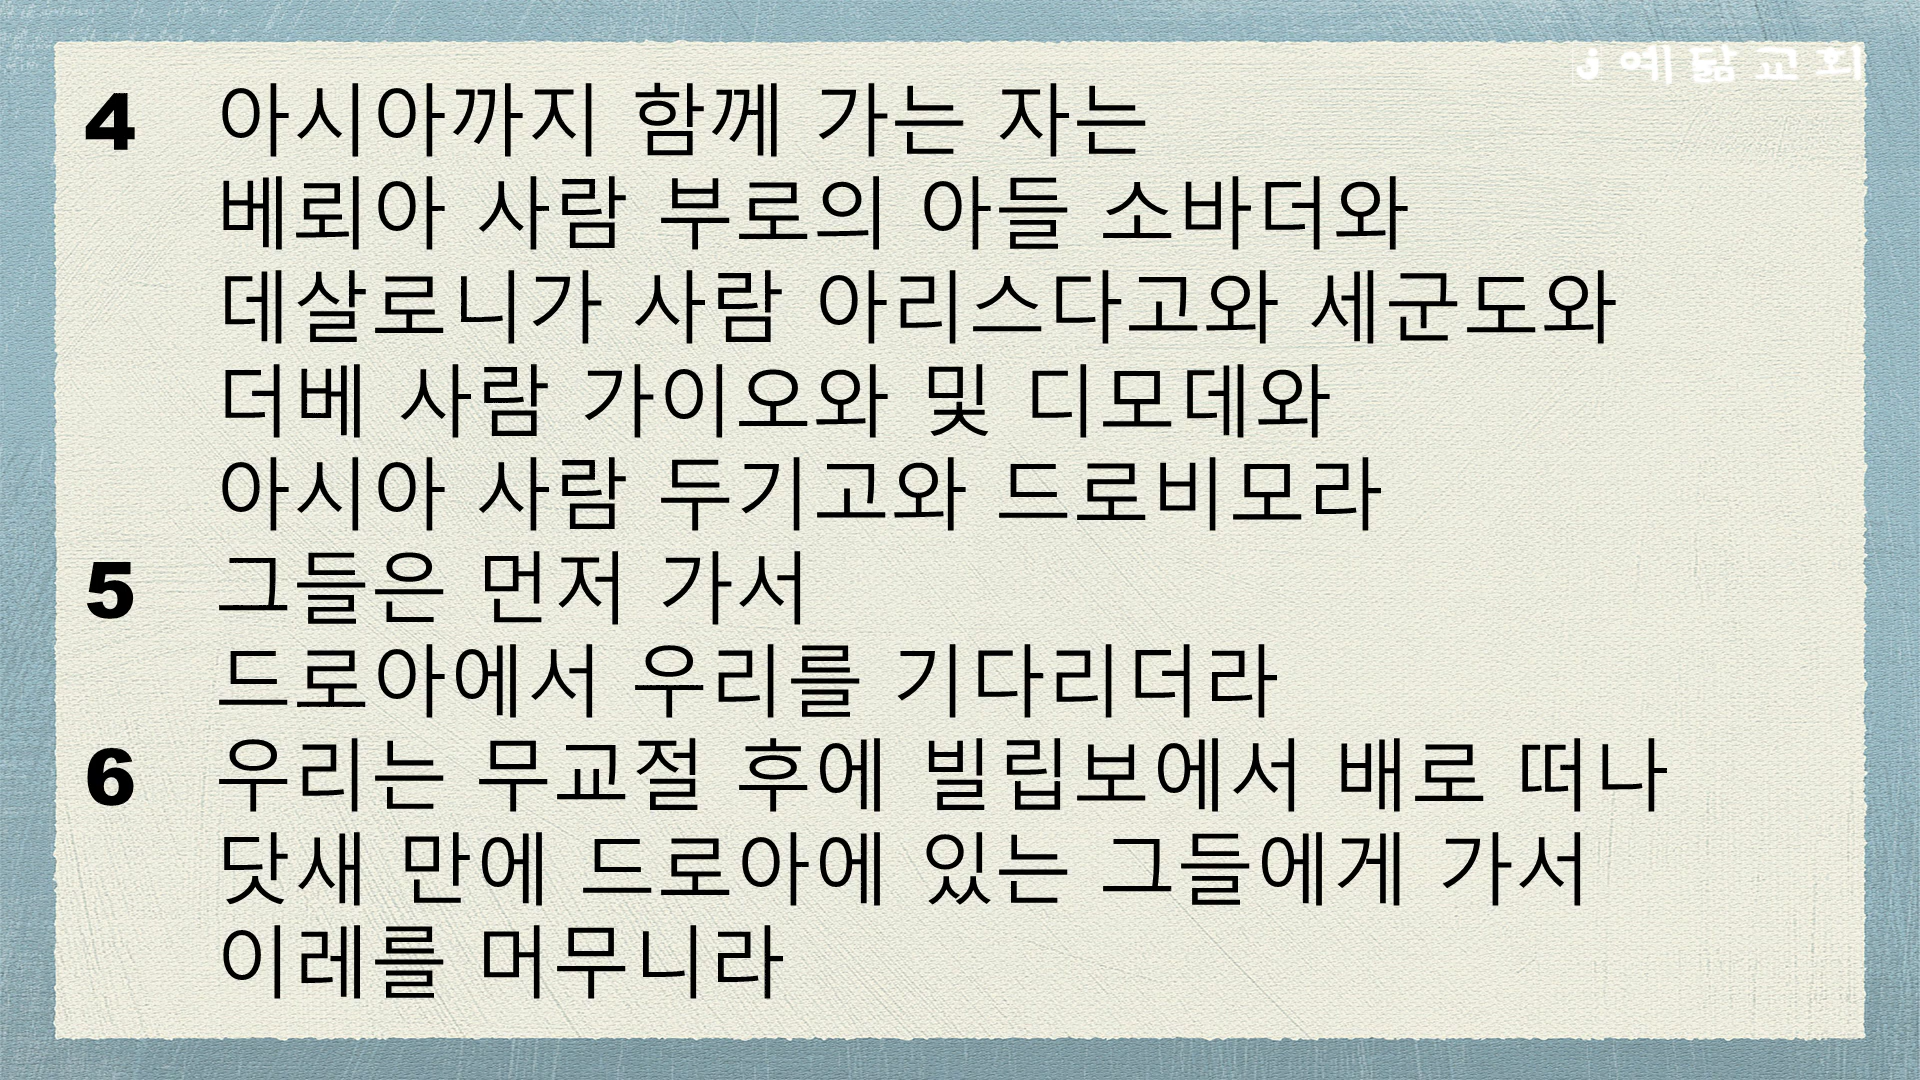 j 예닮교회
4 아시아까지 함께 가는 자는
베뢰아 사람 부로의 아들 소바더와
데살로니가 사람 아리스다고와 세군도와
더베 사람 가이오와 및 디모데와
아시아 사람 두기고와 드로비모라
5 그들은 먼저 가서
드로아에서 우리를 기다리더라
6 우리는 무교절 후에 빌립보에서 배로 떠나
닷새 만에 드로아에 있는 그들에게 가서
이레를 머무니라